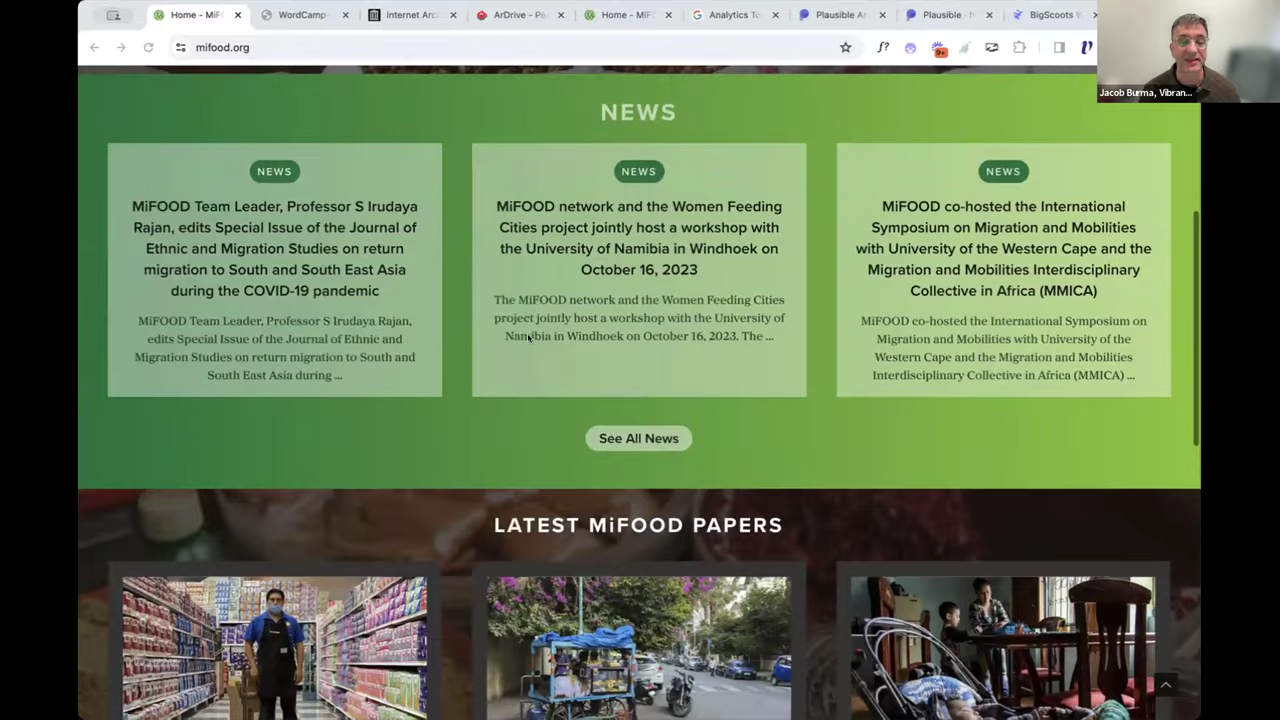 Home - MiF
WordCamp
Internet Arc
ArDrive - Pe
Home - MiFC
Analytics To
Plausible An
Plausible - 
BigScoots W
mifood.org
f?
9+
Jacob Burma, Vibran...
NEWS
NEWS
MiFOOD Team Leader, Professor S Irudaya
Rajan, edits Special Issue of the Journal of
Ethnic and Migration Studies on return
migration to South and South East Asia
during the COVID-19 pandemic
MiFOOD Team Leader, Professor S Irudaya Rajan,
edits Special Issue of the Journal of Ethnic and
Migration Studies on return migration to South and
South East Asia during ...
NEWS
MiFOOD network and the Women Feeding
Cities project jointly host a workshop with
the University of Namibia in Windhoek on
October 16, 2023
The MiFOOD network and the Women Feeding Cities
project jointly host a workshop with the University of
Namibia in Windhoek on October 16, 2023. The ...
NEWS
MiFOOD co-hosted the International
Symposium on Migration and Mobilities
with University of the Western Cape and the
Migration and Mobilities Interdisciplinary
Collective in Africa (MMICA)
MiFOOD co-hosted the International Symposium on
Migration and Mobilities with University of the
Western Cape and the Migration and Mobilities
Interdisciplinary Collective in Africa (MMICA) ...
See All News
LATEST MiFOOD PAPERS